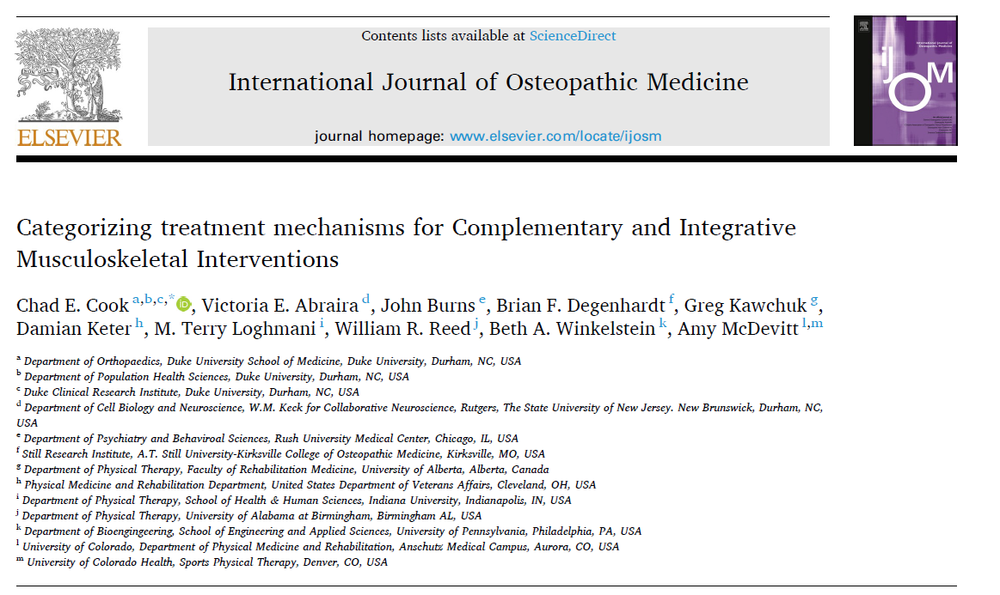 Contents lists available at ScienceDirect
International Journal of Osteopathic Medicine
journal homepage: www.elsevier.com/locate/ijosm
ELSEVIER
International Journal of
Osteopathic Medicine
IJOM
Categorizing treatment mechanisms for Complementary and Integrative
Musculoskeletal Interventions
Chad E. Cook a,b,c,* iD, Victoria E. Abraira d, John Burns e, Brian F. Degenhardt f, Greg Kawchuk g,
Damian Keter h, M. Terry Loghmani i, William R. Reed j, Beth A. Winkelstein k, Amy McDevitt l,m
a Department of Orthopaedics, Duke University School of Medicine, Duke University, Durham, NC, USA
b Department of Population Health Sciences, Duke University, Durham, NC, USA
c Duke Clinical Research Institute, Duke University, Durham, NC, USA
d Department of Cell Biology and Neuroscience, W.M. Keck for Collaborative Neuroscience, Rutgers, The State University of New Jersey. New Brunswick, Durham, NC,
USA
e Department of Psychiatry and Behaviroal Sciences, Rush University Medical Center, Chicago, IL, USA
f Still Research Institute, A.T. Still University-Kirksville College of Osteopathic Medicine, Kirksville, MO, USA
g Department of Physical Therapy, Faculty of Rehabilitation Medicine, University of Alberta, Alberta, Canada
h Physical Medicine and Rehabilitation Department, United States Department of Veterans Affairs, Cleveland, OH, USA
i Department of Physical Therapy, School of Health & Human Sciences, Indiana University, Indianapolis, IN, USA
j Department of Physical Therapy, University of Alabama at Birmingham, Birmingham AL, USA
k Department of Bioengingeering, School of Engineering and Applied Sciences, University of Pennsylvania, Philadelphia, PA, USA
l University of Colorado, Department of Physical Medicine and Rehabilitation, Anschutz Medical Campus, Aurora, CO, USA
m University of Colorado Health, Sports Physical Therapy, Denver, CO, USA